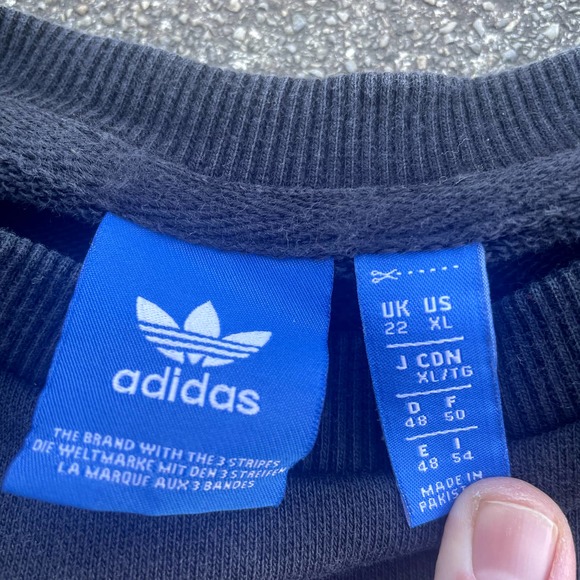 adidas
THE BRAND WITH THE 3 STRIPES
DIE WELTMARKE MIT DEN 3 STREIFEN
LA MARQUE AUX 3 BANDES
UK US
22 XL
J CDN
XL/TG
D F
48 50
E I
48 54
MADE IN